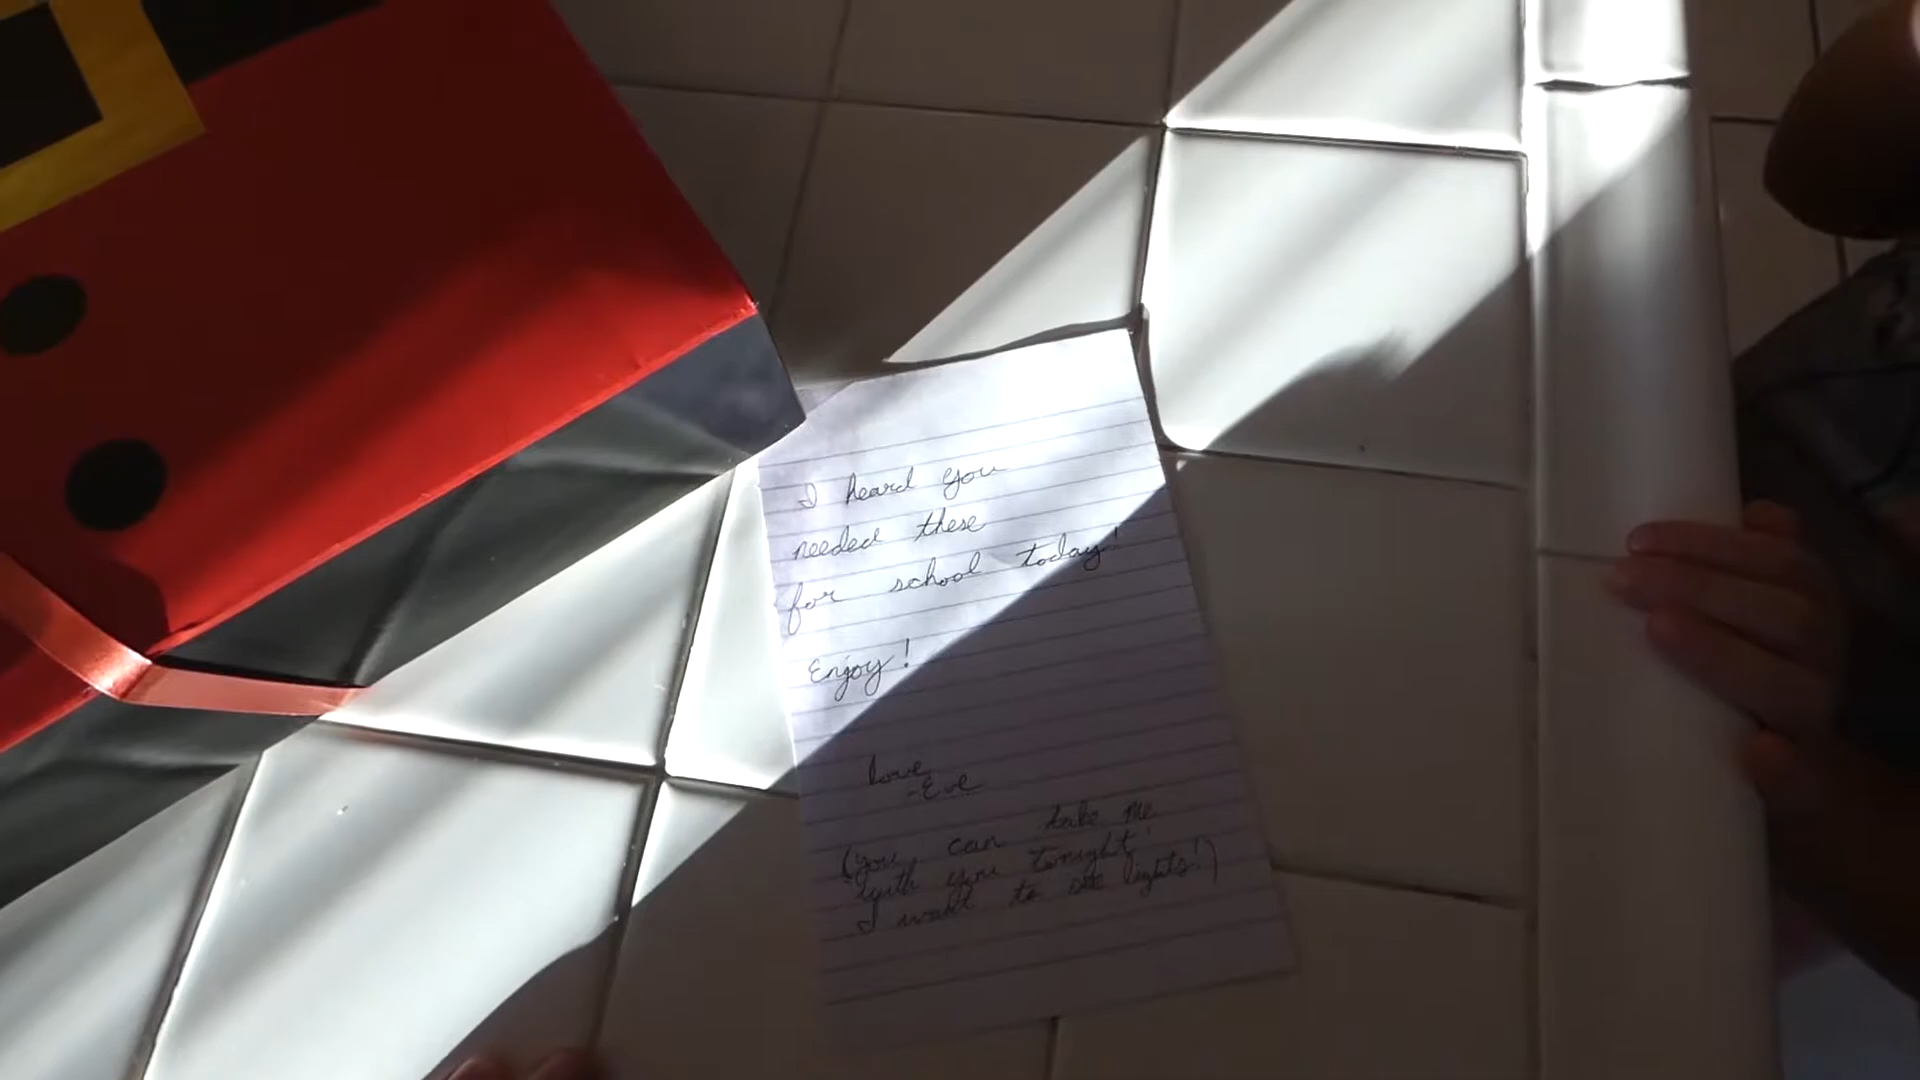 I heard you
needed these
for school today!
Enjoy!
love
-Eve
(you can take me
with you tonight!
I want to see lights!)